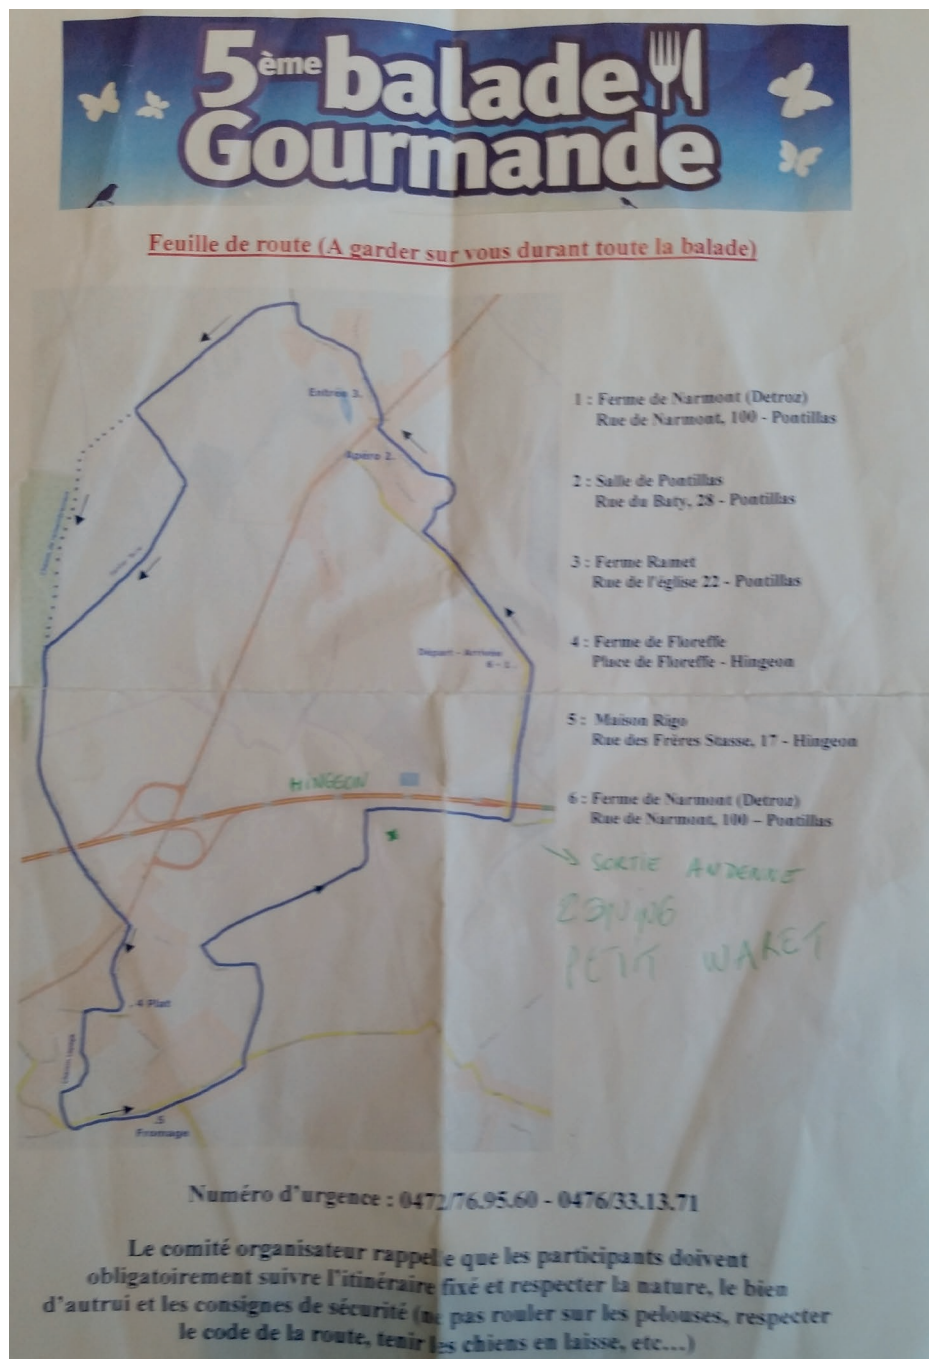 5ème balade
Gourmande
Feuille de route (A garder sur vous durant toute la balade)
Entrée 3.
Apéro 2.
Départ - Arrivée
6 - 1.
HINGEON
. 4 Plat
.5
Fromage
1 : Ferme de Narmont (Detroz)
Rue de Narmont, 100 - Pontillas
2 : Salle de Pontillas
Rue du Baty, 28 - Pontillas
3 : Ferme Ramet
Rue de l'église 22 - Pontillas
4 : Ferme de Floreffe
Place de Floreffe - Hingeon
5 : Maison Rigo
Rue des Frères Stasse, 17 - Hingeon
6 : Ferme de Narmont (Detroz)
Rue de Narmont, 100 – Pontillas
SORTIE ANDENNE
ZONING
PETIT WARET
Numéro d'urgence : 0472/76.95.60 - 0476/33.13.71
Le comité organisateur rappelle que les participants doivent
obligatoirement suivre l'itinéraire fixé et respecter la nature, le bien
d'autrui et les consignes de sécurité (ne pas rouler sur les pelouses, respecter
le code de la route, tenir les chiens en laisse, etc...)